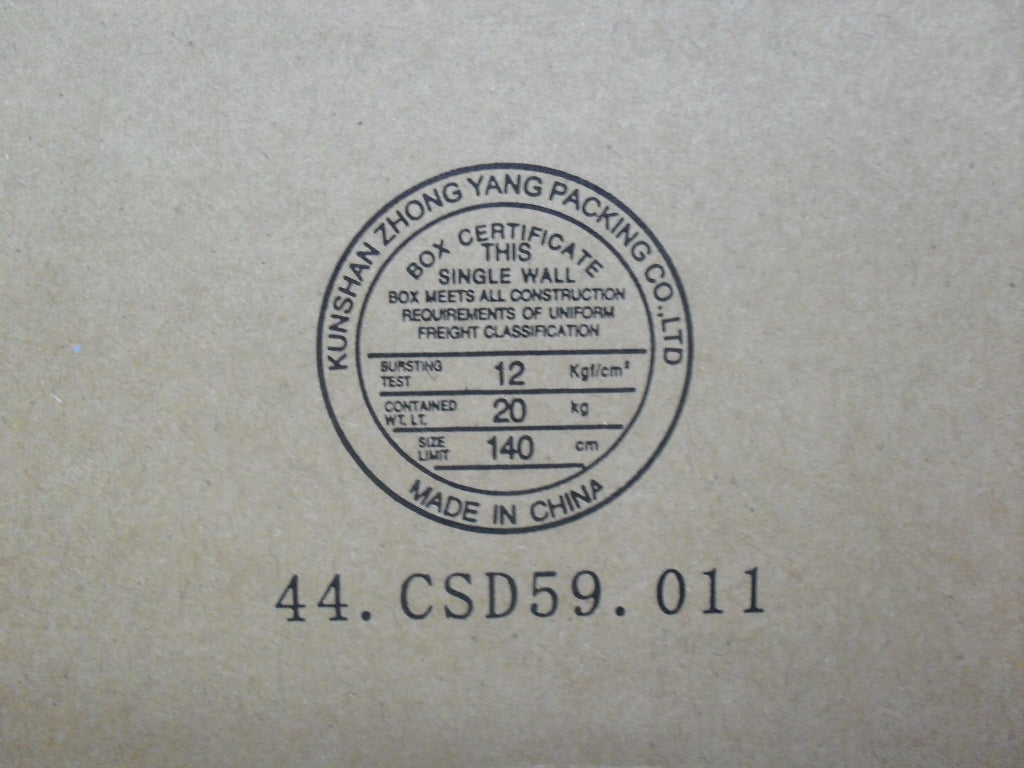 KUNSHAN ZHONG YANG PACKING CO.,LTD
BOX CERTIFICATE
THIS
SINGLE WALL
BOX MEETS ALL CONSTRUCTION
REQUIREMENTS OF UNIFORM
FREIGHT CLASSIFICATION
BURSTING TEST 12 Kgf/cm²
CONTAINED WT. LT. 20 kg
SIZE LIMIT 140 cm
MADE IN CHINA
44.CSD59.011